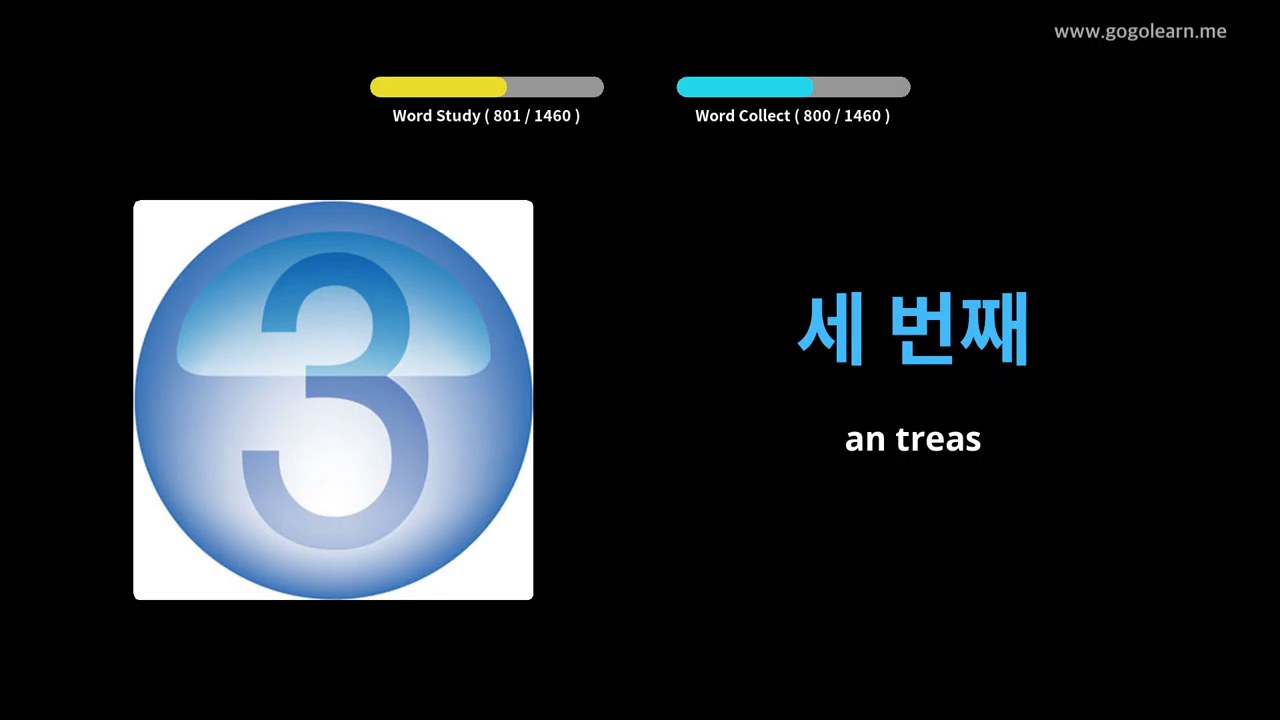 www.gogolearn.me
Word Study ( 801 / 1460 )
Word Collect ( 800 / 1460 )
3
세 번째
an treas